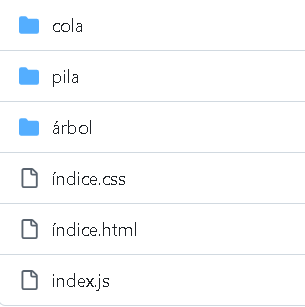 cola
pila
árbol
índice.css
índice.html
index.js